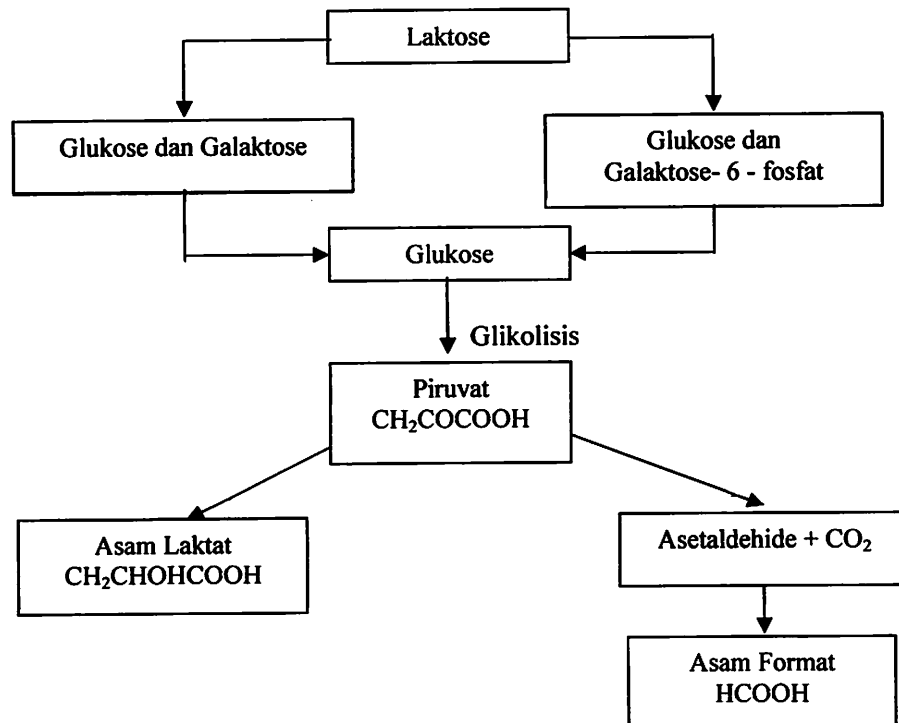 Laktose
Glukose dan Galaktose
Glukose dan
Galaktose- 6 - fosfat
Glukose
Glikolisis
Piruvat
CH₂COCOOH
Asam Laktat
CH₂CHOHCOOH
Asetaldehide + CO₂
Asam Format
HCOOH